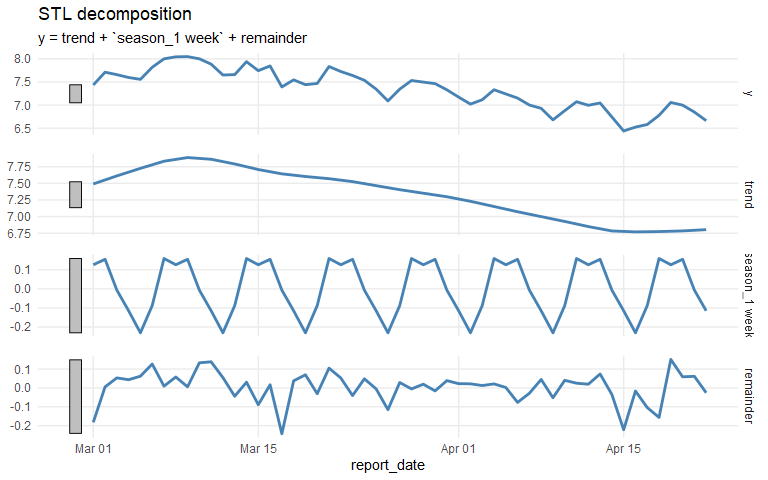 STL decomposition
y = trend + `season_1 week` + remainder
8.0
7.5
7.0
6.5
y
7.75
7.50
7.25
7.00
6.75
trend
0.1
0.0
-0.1
-0.2
season_1 week
0.1
0.0
-0.1
-0.2
remainder
Mar 01 Mar 15 Apr 01 Apr 15
report_date